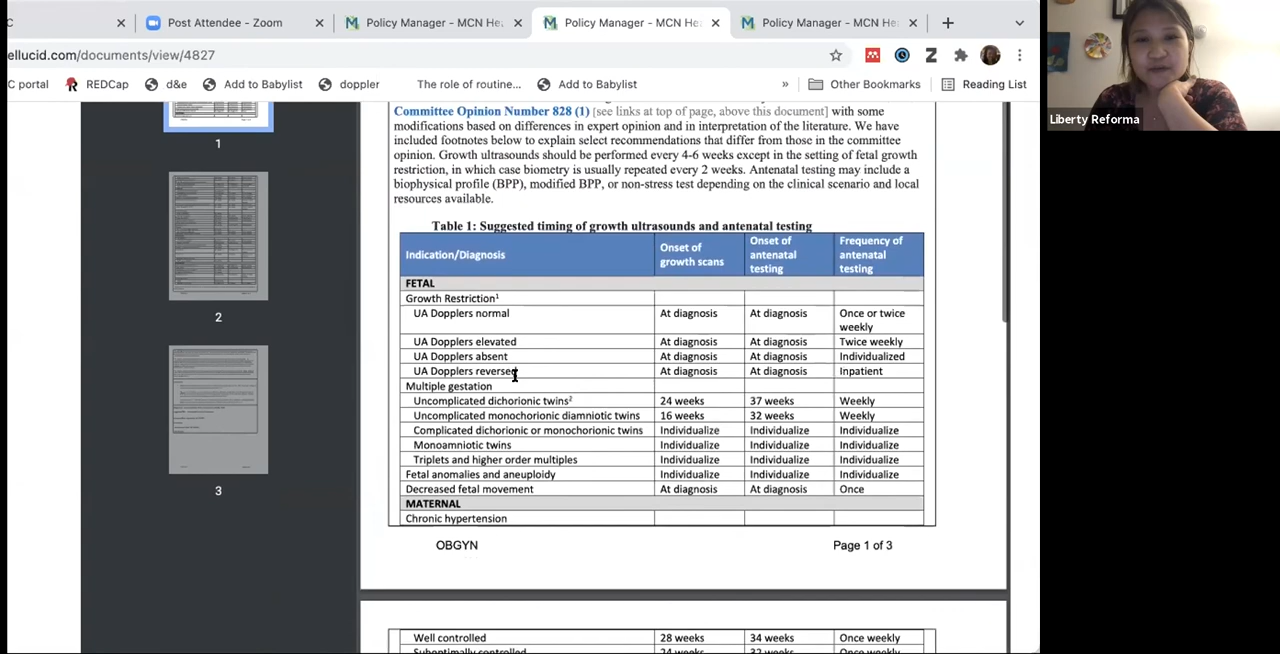 C
Post Attendee - Zoom
Policy Manager - MCN He
Policy Manager - MCN He
Policy Manager - MCN He
ellucid.com/documents/view/4827
C portal
REDCap
d&e
Add to Babylist
doppler
The role of routine...
Add to Babylist
»
Other Bookmarks
Reading List
Liberty Reforma
1
2
3
Committee Opinion Number 828 (1) [see links at top of page, above this document] with some
modifications based on differences in expert opinion and in interpretation of the literature. We have
included footnotes below to explain select recommendations that differ from those in the committee
opinion. Growth ultrasounds should be performed every 4-6 weeks except in the setting of fetal growth
restriction, in which case biometry is usually repeated every 2 weeks. Antenatal testing may include a
biophysical profile (BPP), modified BPP, or non-stress test depending on the clinical scenario and local
resources available.
Table 1: Suggested timing of growth ultrasounds and antenatal testing
Indication/Diagnosis Onset of growth scans Onset of antenatal testing Frequency of antenatal testing
FETAL
Growth Restriction¹
UA Dopplers normal At diagnosis At diagnosis Once or twice weekly
UA Dopplers elevated At diagnosis At diagnosis Twice weekly
UA Dopplers absent At diagnosis At diagnosis Individualized
UA Dopplers reversed At diagnosis At diagnosis Inpatient
Multiple gestation
Uncomplicated dichorionic twins² 24 weeks 37 weeks Weekly
Uncomplicated monochorionic diamniotic twins 16 weeks 32 weeks Weekly
Complicated dichorionic or monochorionic twins Individualize Individualize Individualize
Monoamniotic twins Individualize Individualize Individualize
Triplets and higher order multiples Individualize Individualize Individualize
Fetal anomalies and aneuploidy Individualize Individualize Individualize
Decreased fetal movement At diagnosis At diagnosis Once
MATERNAL
Chronic hypertension
OBGYN Page 1 of 3
Well controlled 28 weeks 34 weeks Once weekly
Suboptimally controlled 24 weeks 32 weeks Once weekly